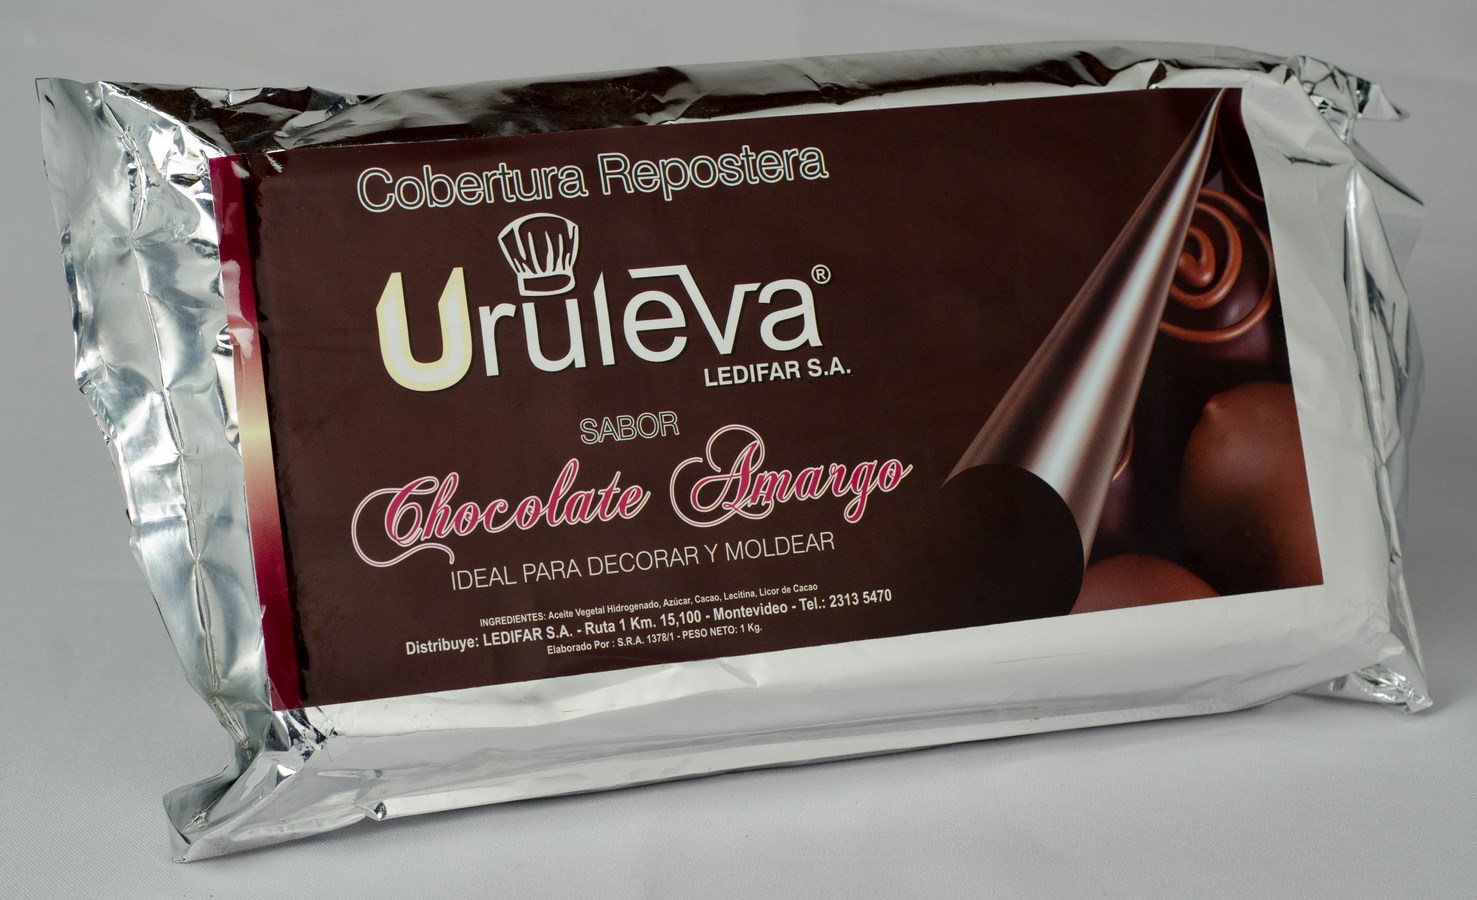 Cobertura Repostera
Uruleva®
LEDIFAR S.A.
SABOR
Chocolate Amargo
IDEAL PARA DECORAR Y MOLDEAR
INGREDIENTES: Aceite Vegetal Hidrogenado, Azúcar, Cacao, Lecitina, Licor de Cacao
Distribuye: LEDIFAR S.A. - Ruta 1 Km. 15,100 - Montevideo - Tel.: 2313 5470
Elaborado Por : S.R.A. 1378/1 - PESO NETO: 1 Kg.